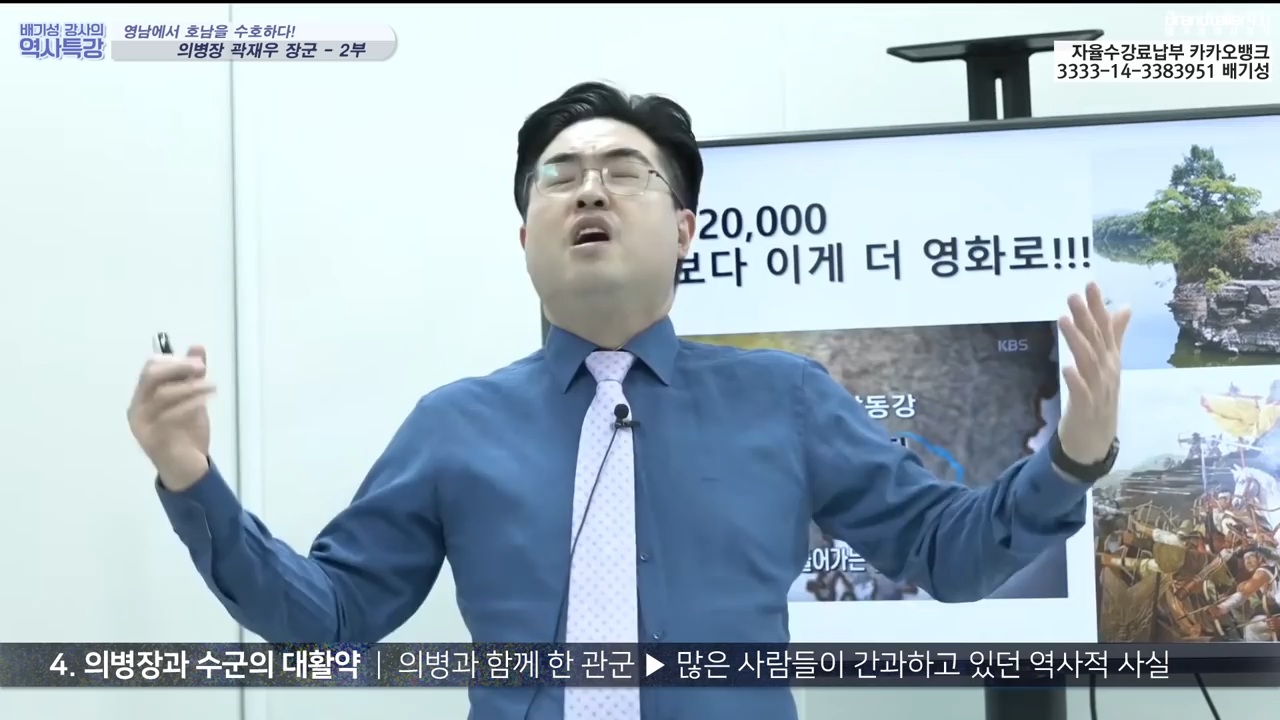 배기성 강사의
역사특강
영남에서 호남을 수호하다!
의병장 곽재우 장군 - 2부
자율수강료납부 카카오뱅크
3333-14-3383951 배기성
20,000
보다 이게 더 영화로!!!
KBS
4. 의병장과 수군의 대활약 | 의병과 함께 한 관군 ▶ 많은 사람들이 간과하고 있던 역사적 사실